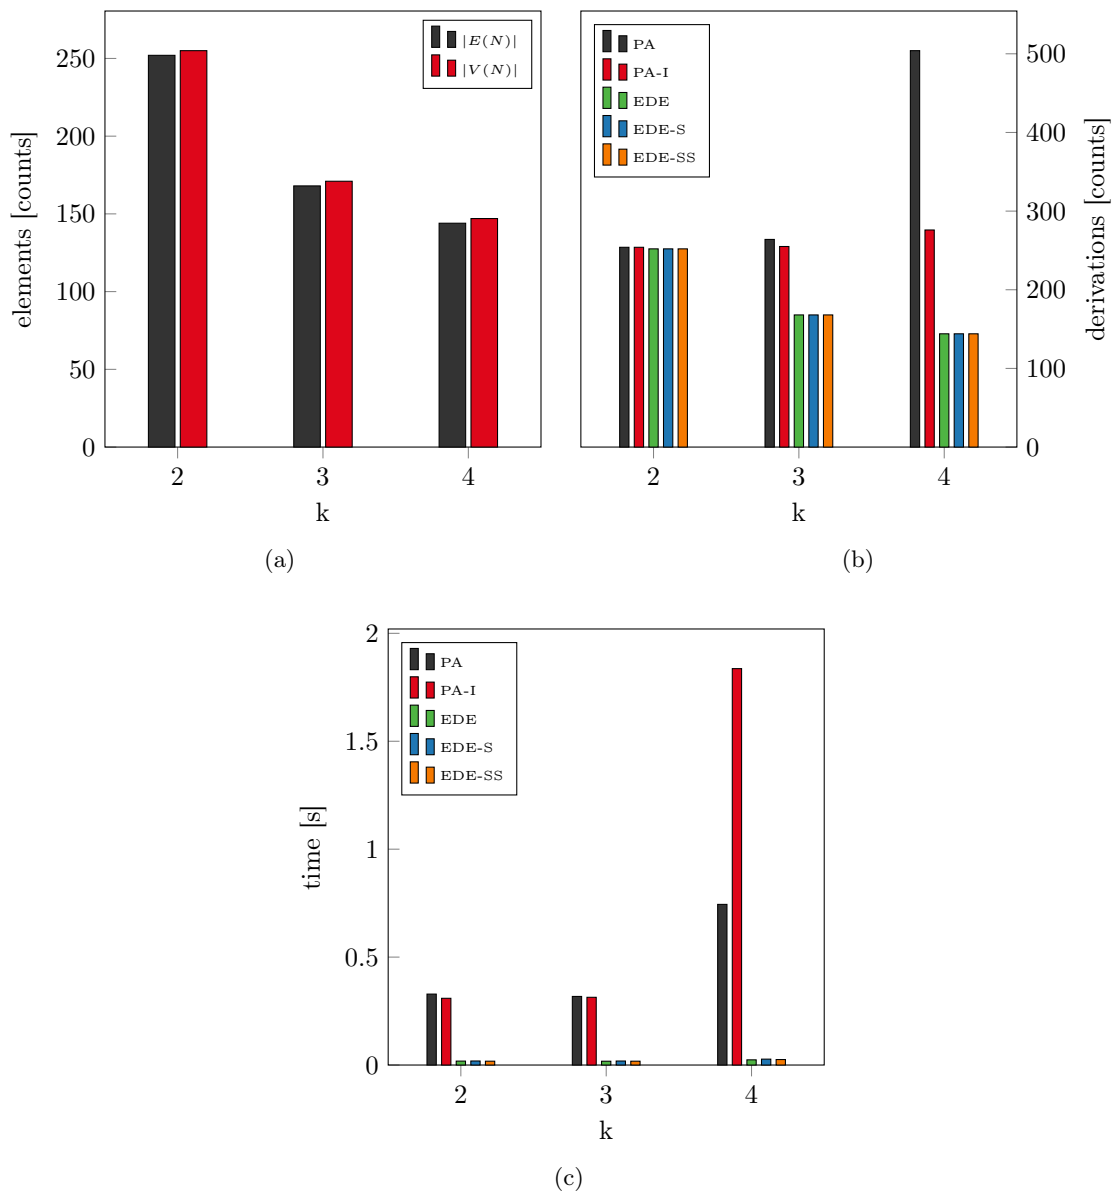 250
200
150
100
50
0
elements [counts]
2
3
4
k
|E(N)|
|V(N)|
(a)
PA
PA-I
EDE
EDE-S
EDE-SS
500
400
300
200
100
0
derivations [counts]
2
3
4
k
(b)
2
1.5
1
0.5
0
time [s]
PA
PA-I
EDE
EDE-S
EDE-SS
2
3
4
k
(c)